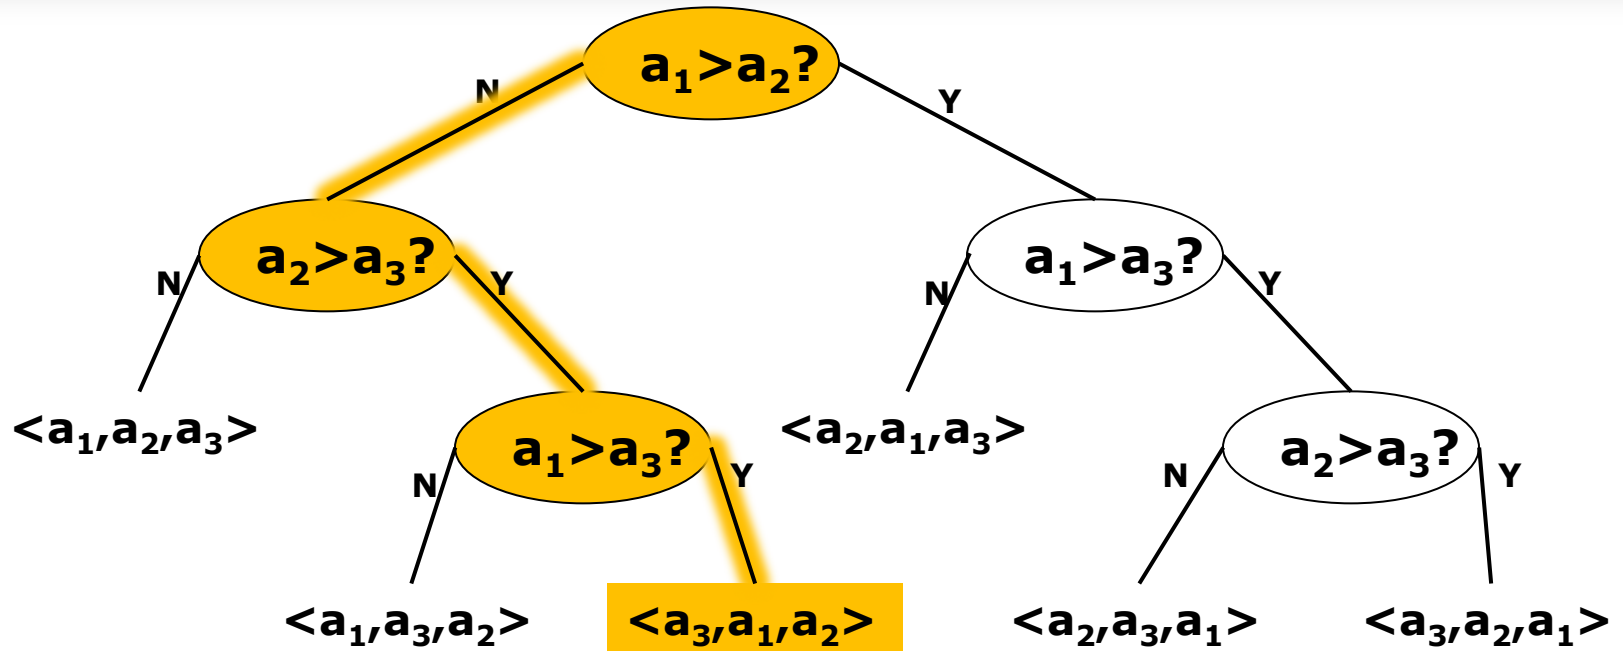 a₁>a₂?
N
Y
a₂>a₃?
a₁>a₃?
N
Y
N
Y
<a₁,a₂,a₃>
a₁>a₃?
<a₂,a₁,a₃>
a₂>a₃?
N
Y
N
Y
<a₁,a₃,a₂>
<a₃,a₁,a₂>
<a₂,a₃,a₁>
<a₃,a₂,a₁>